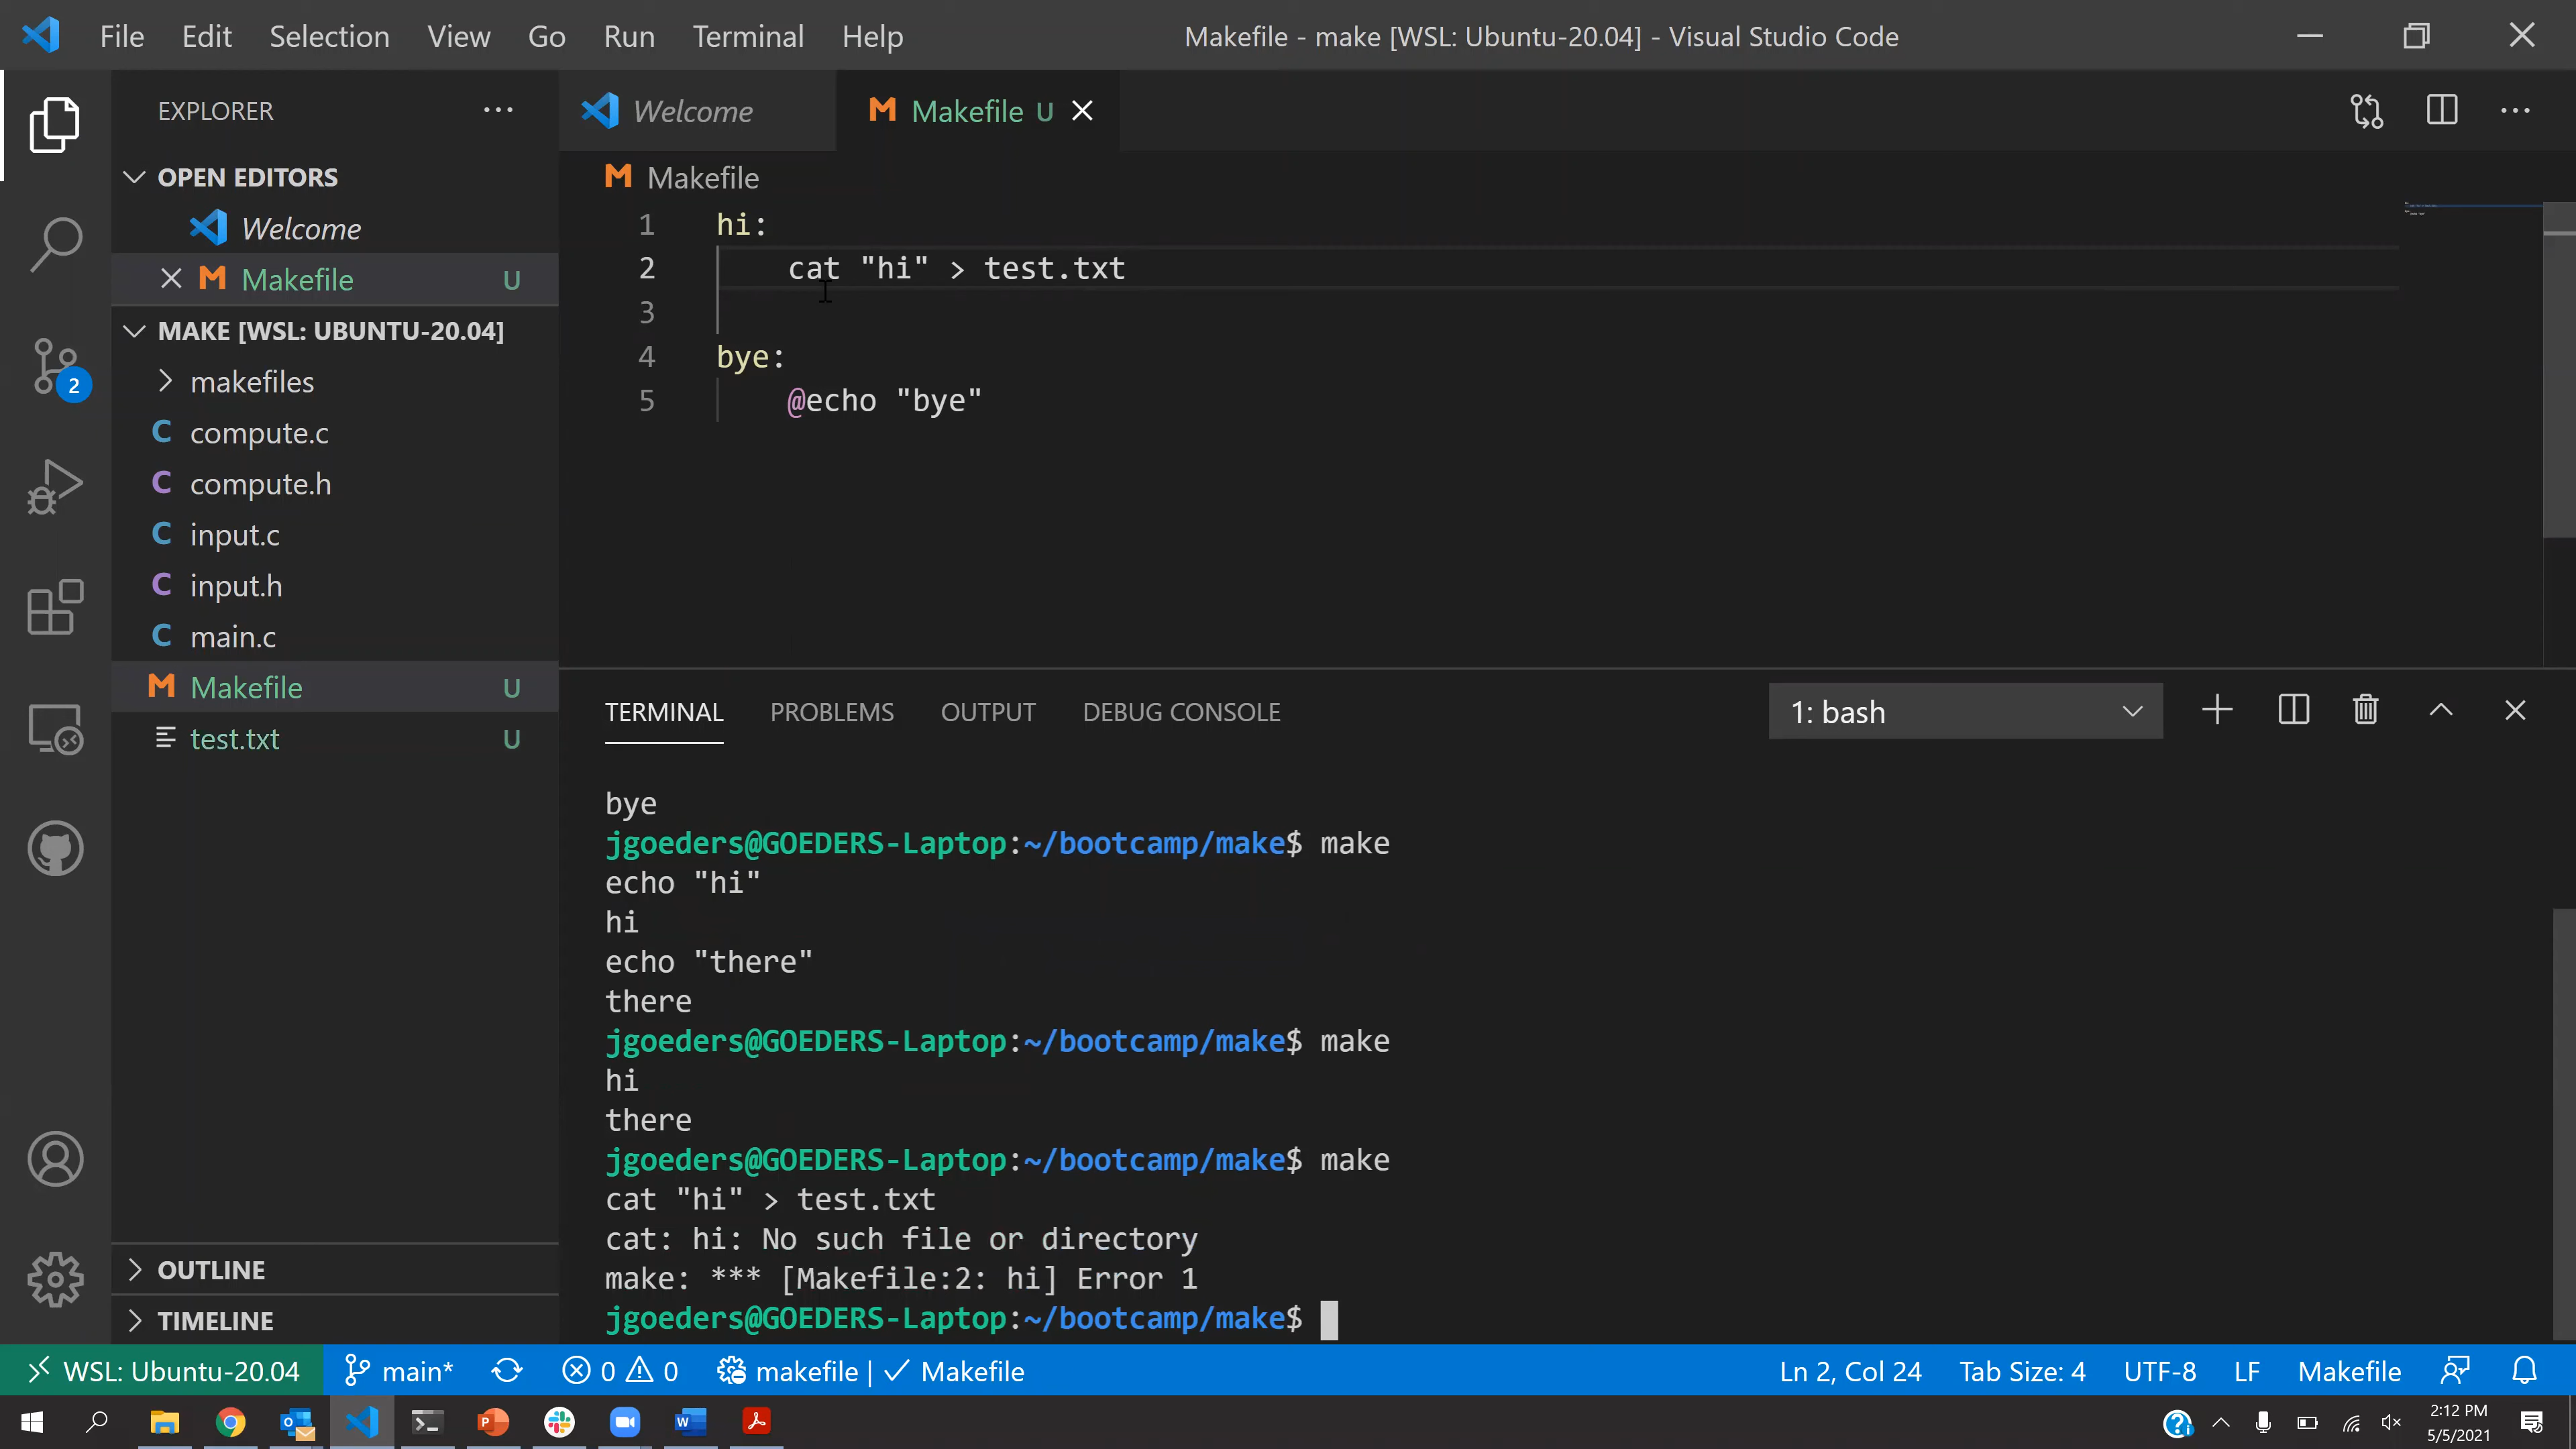 File Edit Selection View Go Run Terminal Help Makefile - make [WSL: Ubuntu-20.04] - Visual Studio Code
EXPLORER
Welcome Makefile U
OPEN EDITORS
Welcome
Makefile U
MAKE [WSL: UBUNTU-20.04]
makefiles
compute.c
compute.h
input.c
input.h
main.c
Makefile U
test.txt U
OUTLINE
TIMELINE
2
Makefile
1 hi:
2 cat "hi" > test.txt
3
4 bye:
5 @echo "bye"
TERMINAL PROBLEMS OUTPUT DEBUG CONSOLE 1: bash
bye
jgoeders@GOEDERS-Laptop:~/bootcamp/make$ make
echo "hi"
hi
echo "there"
there
jgoeders@GOEDERS-Laptop:~/bootcamp/make$ make
hi
there
jgoeders@GOEDERS-Laptop:~/bootcamp/make$ make
cat "hi" > test.txt
cat: hi: No such file or directory
make: *** [Makefile:2: hi] Error 1
jgoeders@GOEDERS-Laptop:~/bootcamp/make$
WSL: Ubuntu-20.04 main* 0 0 makefile | Makefile Ln 2, Col 24 Tab Size: 4 UTF-8 LF Makefile
2:12 PM
5/5/2021